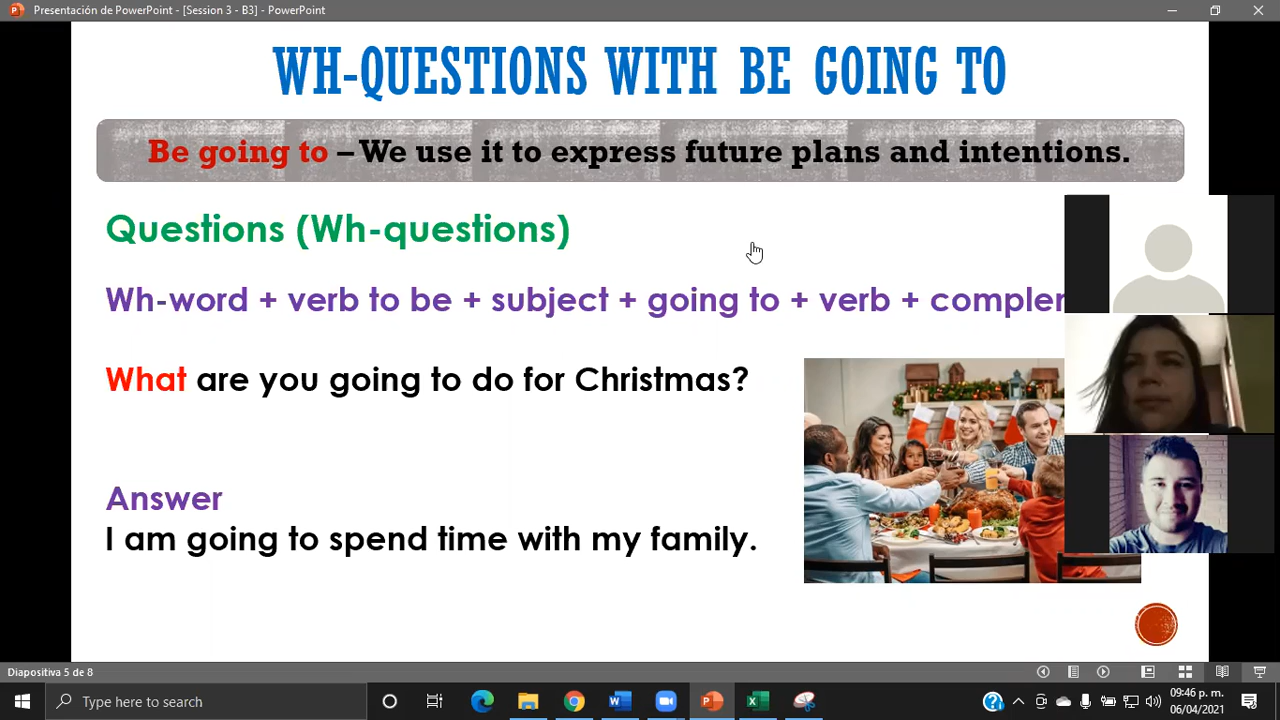 Presentación de PowerPoint - [Session 3 - B3] - PowerPoint
WH-QUESTIONS WITH BE GOING TO
Be going to – We use it to express future plans and intentions.
Questions (Wh-questions)
Wh-word + verb to be + subject + going to + verb +
What are you going to do for Christmas?
Answer
I am going to spend time with my family.
Diapositiva 5 de 8
Type here to search
09:46 p. m.
06/04/2021